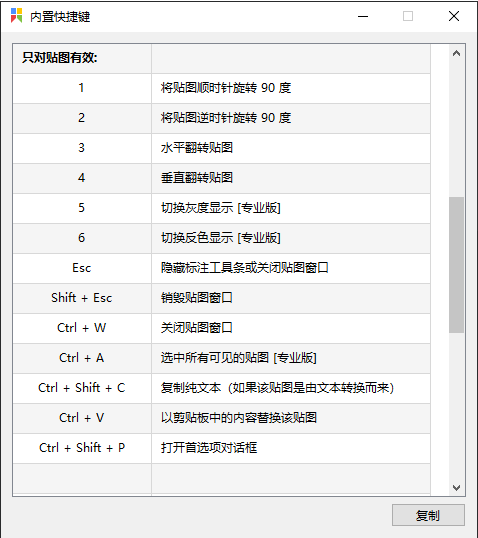 内置快捷键
只对贴图有效:
1 将贴图顺时针旋转 90 度
2 将贴图逆时针旋转 90 度
3 水平翻转贴图
4 垂直翻转贴图
5 切换灰度显示 [专业版]
6 切换反色显示 [专业版]
Esc 隐藏标注工具条或关闭贴图窗口
Shift + Esc 销毁贴图窗口
Ctrl + W 关闭贴图窗口
Ctrl + A 选中所有可见的贴图 [专业版]
Ctrl + Shift + C 复制纯文本（如果该贴图是由文本转换而来）
Ctrl + V 以剪贴板中的内容替换该贴图
Ctrl + Shift + P 打开首选项对话框
复制